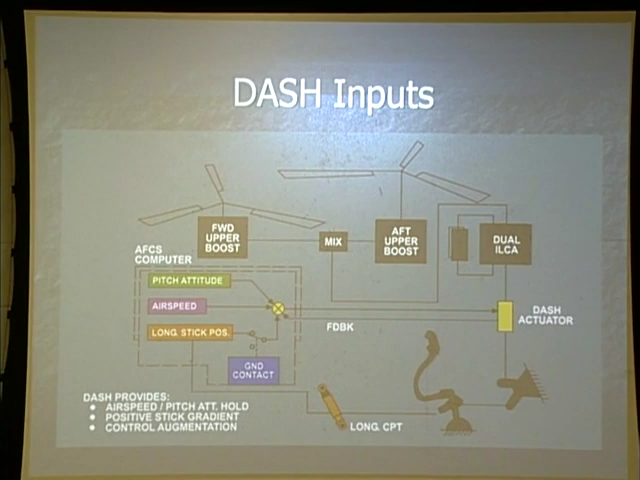 DASH Inputs
FWD
UPPER
BOOST
MIX
AFT
UPPER
BOOST
DUAL
ILCA
AFCS
COMPUTER
PITCH ATTITUDE
AIRSPEED
LONG. STICK POS.
GND
CONTACT
FDBK
DASH
ACTUATOR
LONG. CPT
DASH PROVIDES:
● AIRSPEED / PITCH ATT. HOLD
● POSITIVE STICK GRADIENT
● CONTROL AUGMENTATION